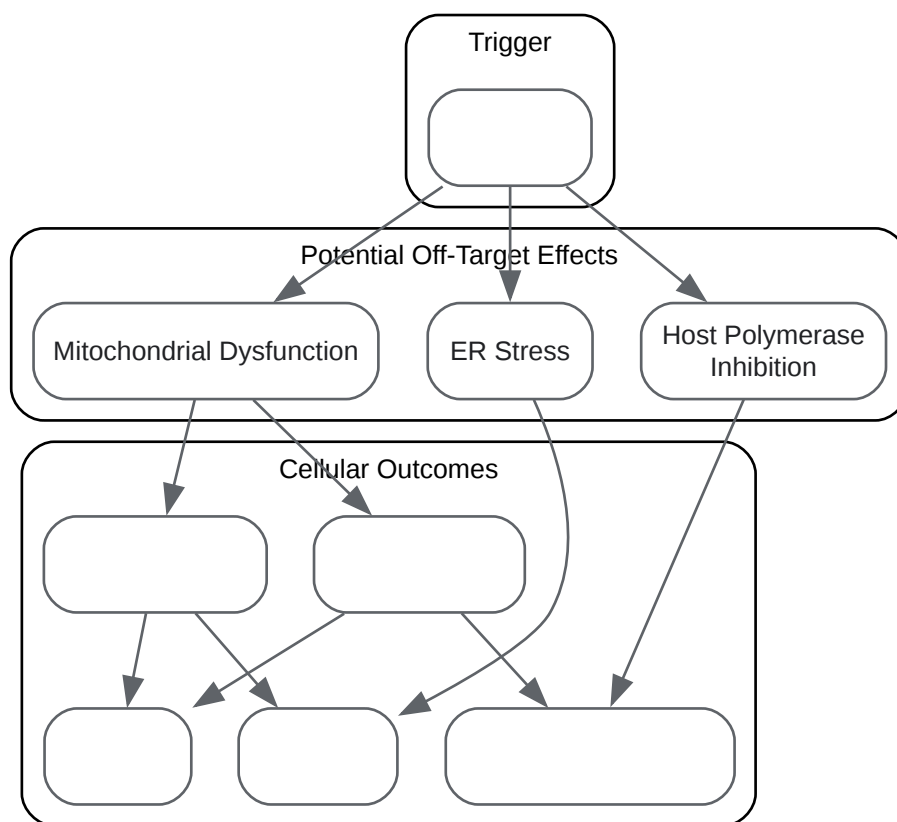 Trigger
Potential Off-Target Effects
Mitochondrial Dysfunction
ER Stress
Host Polymerase
Inhibition
Cellular Outcomes